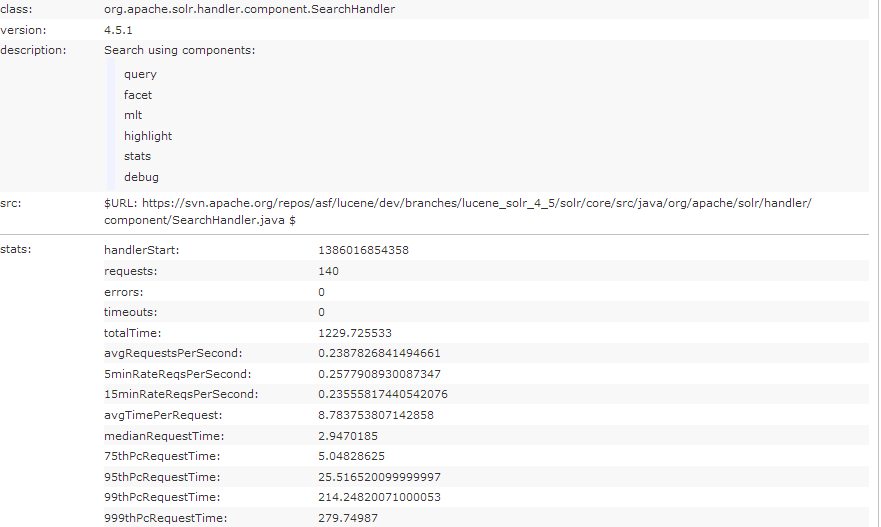 class: org.apache.solr.handler.component.SearchHandler
version: 4.5.1
description: Search using components:
query
facet
mlt
highlight
stats
debug
src: $URL: https://svn.apache.org/repos/asf/lucene/dev/branches/lucene_solr_4_5/solr/core/src/java/org/apache/solr/handler/
component/SearchHandler.java $
stats: handlerStart: 1386016854358
requests: 140
errors: 0
timeouts: 0
totalTime: 1229.725533
avgRequestsPerSecond: 0.2387826841494661
5minRateReqsPerSecond: 0.2577908930087347
15minRateReqsPerSecond: 0.23555817440542076
avgTimePerRequest: 8.783753807142858
medianRequestTime: 2.9470185
75thPcRequestTime: 5.04828625
95thPcRequestTime: 25.516520099999997
99thPcRequestTime: 214.24820071000053
999thPcRequestTime: 279.74987